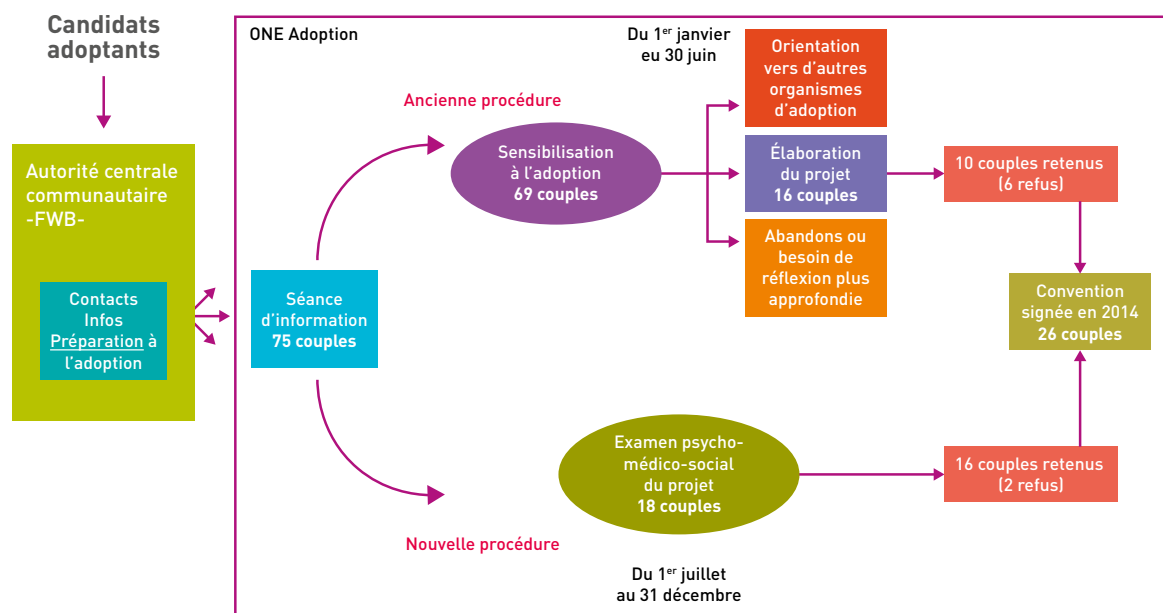 Candidats
adoptants
Autorité centrale
communautaire
-FWB-
Contacts
Infos
Préparation à
l'adoption
ONE Adoption
Séance
d'information
75 couples
Ancienne procédure
Du 1er janvier
eu 30 juin
Sensibilisation
à l'adoption
69 couples
Orientation
vers d'autres
organismes
d'adoption
Élaboration
du projet
16 couples
Abandons ou
besoin de
réflexion plus
approfondie
10 couples retenus
(6 refus)
Convention
signée en 2014
26 couples
Nouvelle procédure
Examen psycho-
médico-social
du projet
18 couples
Du 1er juillet
au 31 décembre
16 couples retenus
(2 refus)